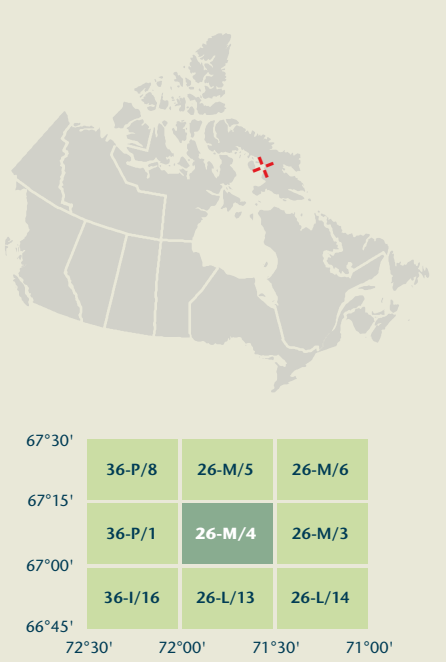 67°30'
36-P/8 26-M/5 26-M/6
67°15'
36-P/1 26-M/4 26-M/3
67°00'
36-I/16 26-L/13 26-L/14
66°45'
72°30' 72°00' 71°30' 71°00'